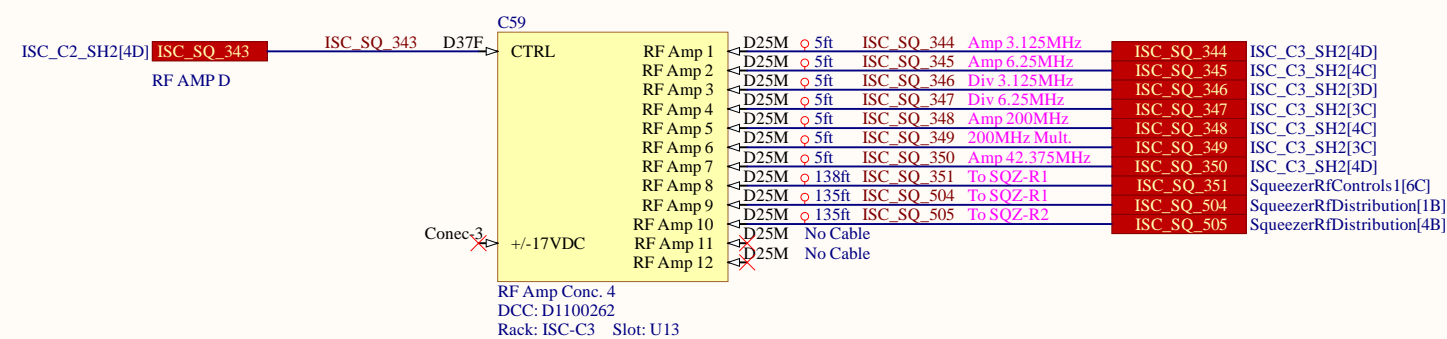 C59
ISC_C2_SH2[4D] ISC_SQ_343 ISC_SQ_343 D37F CTRL
RF AMP D
RF Amp 1 D25M 5ft ISC_SQ_344 Amp 3.125MHz ISC_SQ_344 ISC_C3_SH2[4D]
RF Amp 2 D25M 5ft ISC_SQ_345 Amp 6.25MHz ISC_SQ_345 ISC_C3_SH2[4C]
RF Amp 3 D25M 5ft ISC_SQ_346 Div 3.125MHz ISC_SQ_346 ISC_C3_SH2[3D]
RF Amp 4 D25M 5ft ISC_SQ_347 Div 6.25MHz ISC_SQ_347 ISC_C3_SH2[3C]
RF Amp 5 D25M 5ft ISC_SQ_348 Amp 200MHz ISC_SQ_348 ISC_C3_SH2[4C]
RF Amp 6 D25M 5ft ISC_SQ_349 200MHz Mult. ISC_SQ_349 ISC_C3_SH2[3C]
RF Amp 7 D25M 5ft ISC_SQ_350 Amp 42.375MHz ISC_SQ_350 ISC_C3_SH2[4D]
RF Amp 8 D25M 138ft ISC_SQ_351 To SQZ-R1 ISC_SQ_351 SqueezerRfControls1[6C]
RF Amp 9 D25M 135ft ISC_SQ_504 To SQZ-R1 ISC_SQ_504 SqueezerRfDistribution[1B]
RF Amp 10 D25M 135ft ISC_SQ_505 To SQZ-R2 ISC_SQ_505 SqueezerRfDistribution[4B]
Conec-3 +/-17VDC RF Amp 11 D25M No Cable
RF Amp 12 D25M No Cable
RF Amp Conc. 4
DCC: D1100262
Rack: ISC-C3 Slot: U13